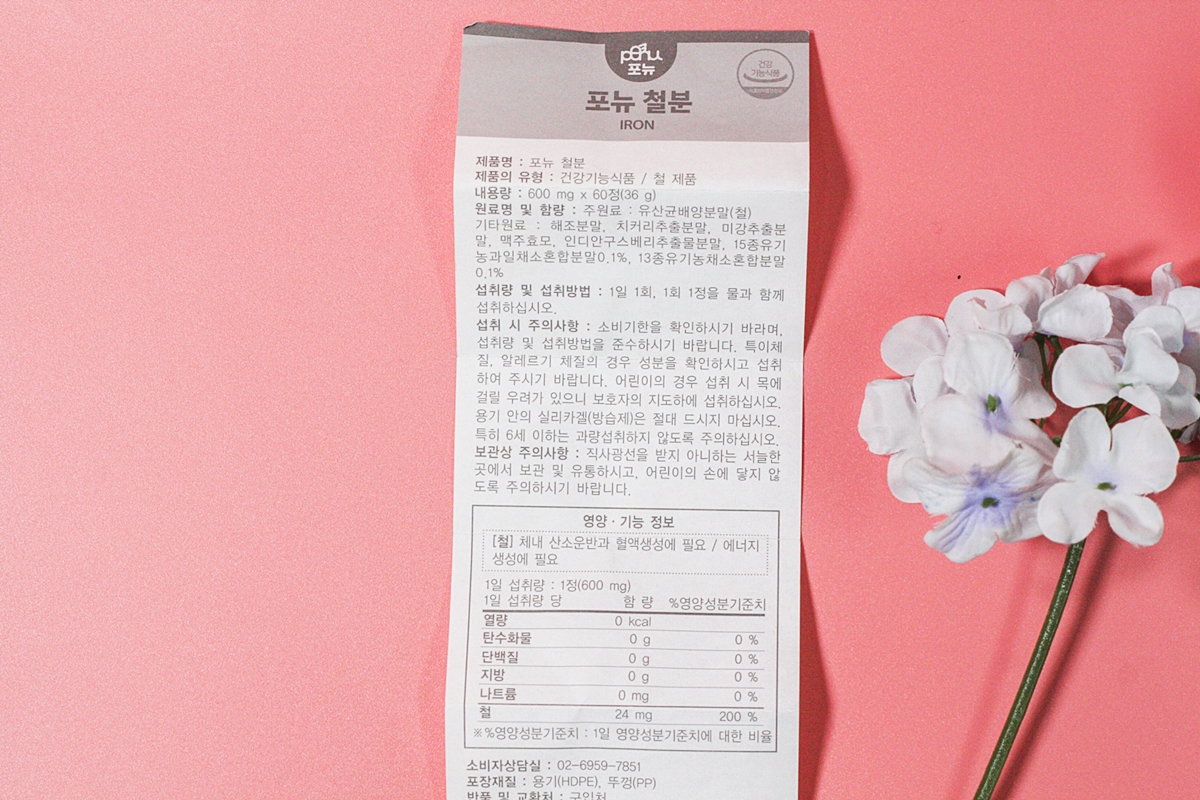 ponu
포뉴
건강
기능식품
포뉴 철분
IRON
제품명 : 포뉴 철분
제품의 유형 : 건강기능식품 / 철 제품
내용량 : 600 mg x 60정(36 g)
원료명 및 함량 : 주원료 : 유산균배양분말(철)
기타원료 : 해조분말, 치커리추출분말, 미강추출분
말, 맥주효모, 인디안구스베리추출물분말, 15종유기
농과일채소혼합분말0.1%, 13종유기농채소혼합분말
0.1%
섭취량 및 섭취방법 : 1일 1회, 1회 1정을 물과 함께
섭취하십시오.
섭취 시 주의사항 : 소비기한을 확인하시기 바라며,
섭취량 및 섭취방법을 준수하시기 바랍니다. 특이체
질, 알레르기 체질의 경우 성분을 확인하시고 섭취
하여 주시기 바랍니다. 어린이의 경우 섭취 시 목에
걸릴 우려가 있으니 보호자의 지도하에 섭취하십시오.
용기 안의 실리카겔(방습제)은 절대 드시지 마십시오.
특히 6세 이하는 과량섭취하지 않도록 주의하십시오.
보관상 주의사항 : 직사광선을 받지 아니하는 서늘한
곳에서 보관 및 유통하시고, 어린이의 손에 닿지 않
도록 주의하시기 바랍니다.
영양 · 기능 정보
[철] 체내 산소운반과 혈액생성에 필요 / 에너지
생성에 필요
1일 섭취량 : 1정(600 mg)
1일 섭취량 당 함 량 %영양성분기준치
열량 0 kcal
탄수화물 0 g 0 %
단백질 0 g 0 %
지방 0 g 0 %
나트륨 0 mg 0 %
철 24 mg 200 %
※%영양성분기준치 : 1일 영양성분기준치에 대한 비율
소비자상담실 : 02-6959-7851
포장재질 : 용기(HDPE), 뚜껑(PP)
반품 및 교환처 : 구입처